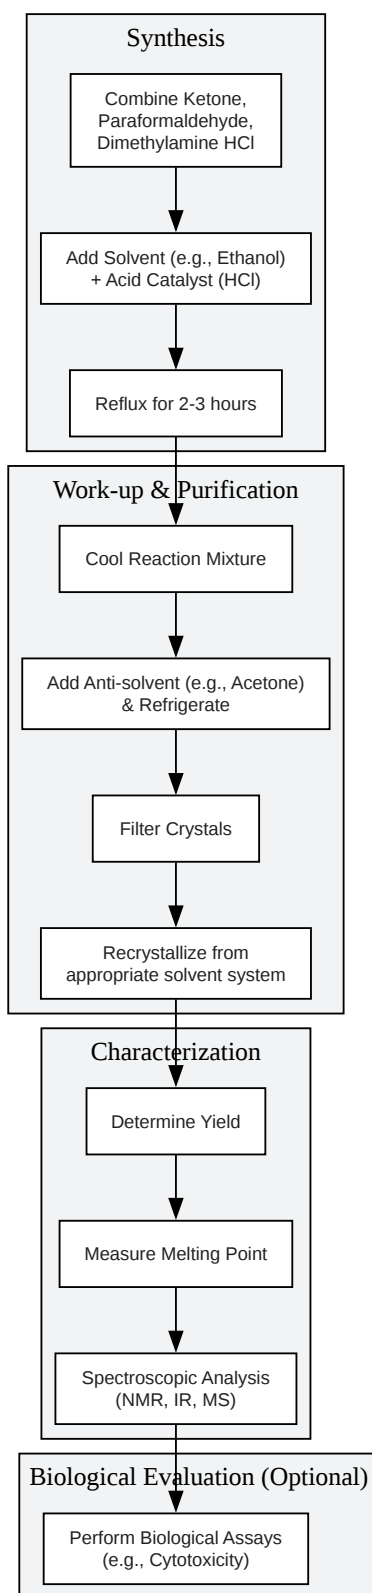 Synthesis
Combine Ketone,
Paraformaldehyde,
Dimethylamine HCl
Add Solvent (e.g., Ethanol)
+ Acid Catalyst (HCl)
Reflux for 2-3 hours
Work-up & Purification
Cool Reaction Mixture
Add Anti-solvent (e.g., Acetone)
& Refrigerate
Filter Crystals
Recrystallize from
appropriate solvent system
Characterization
Determine Yield
Measure Melting Point
Spectroscopic Analysis
(NMR, IR, MS)
Biological Evaluation (Optional)
Perform Biological Assays
(e.g., Cytotoxicity)